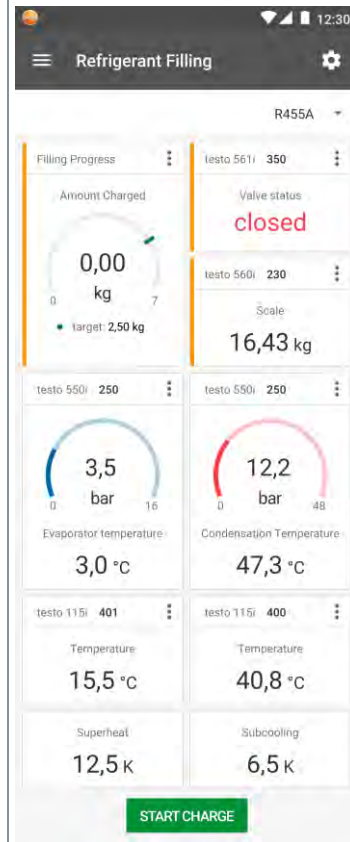 12:30
Refrigerant Filling
R455A
Filling Progress
Amount Charged
0,00
kg
0 7
target: 2,50 kg
testo 561i 350
Valve status
closed
testo 560i 230
Scale
16,43 kg
testo 550i 250
3,5
bar
0 16
Evaporator temperature
3,0 °C
testo 550i 250
12,2
bar
0 48
Condensation Temperature
47,3 °C
testo 115i 401
Temperature
15,5 °C
testo 115i 400
Temperature
40,8 °C
Superheat
12,5 K
Subcooling
6,5 K
START CHARGE